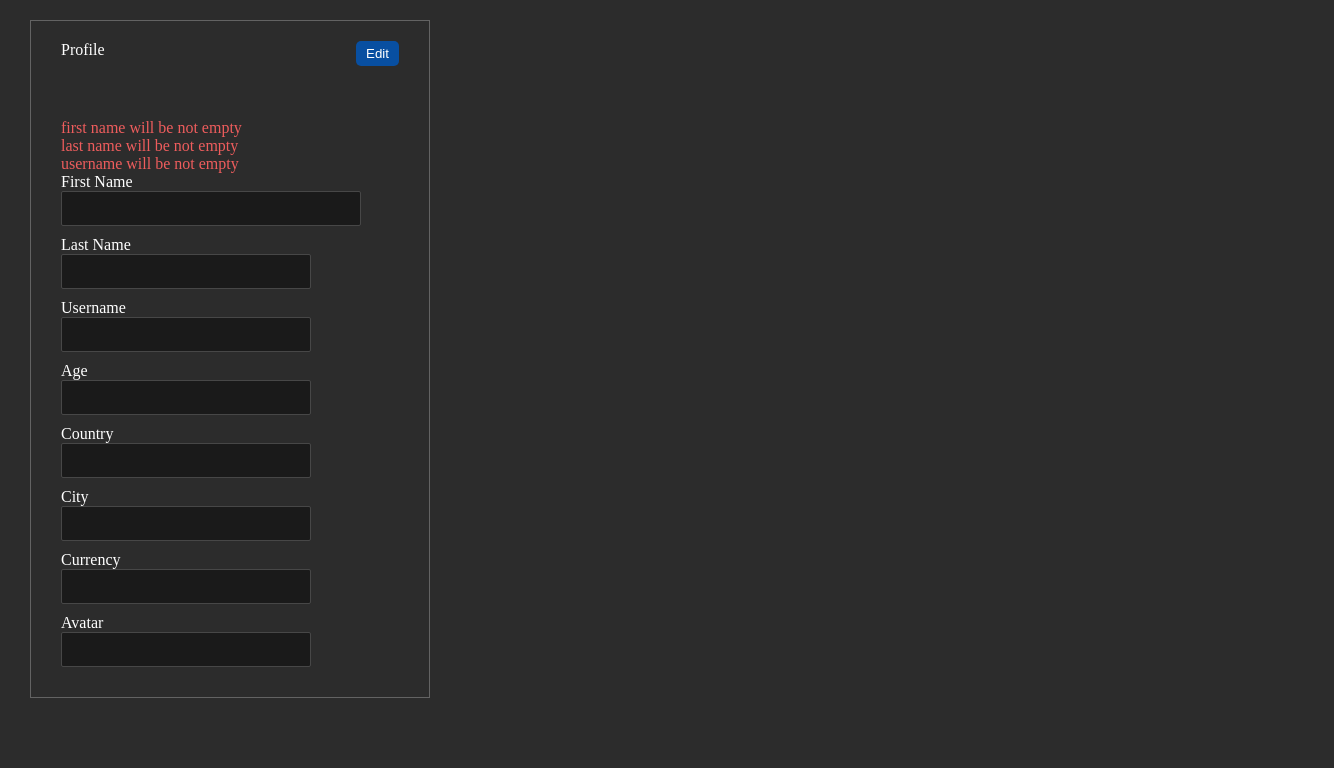 Profile
Edit
first name will be not empty
last name will be not empty
username will be not empty
First Name
Last Name
Username
Age
Country
City
Currency
Avatar